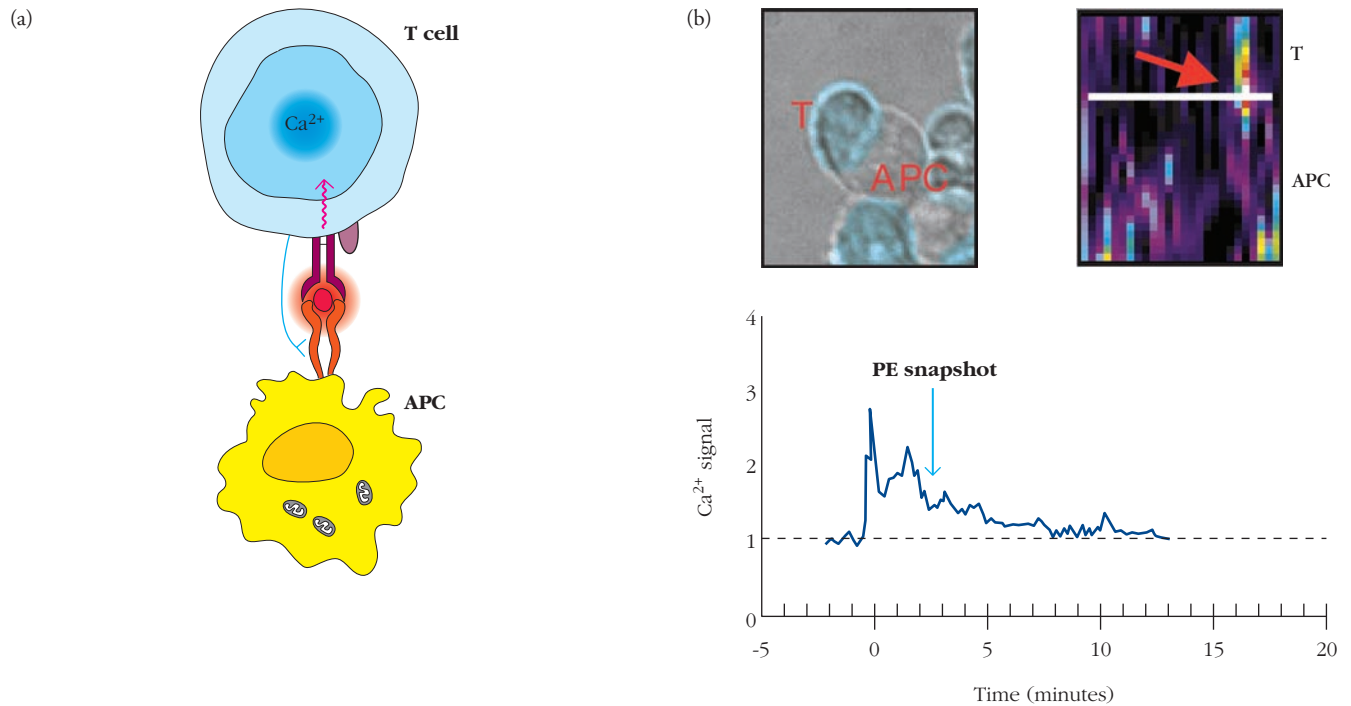 (a)
T cell
Ca²⁺
APC
(b)
T
APC
T
APC
4
3
2
1
0
Ca²⁺ signal
PE snapshot
-5 0 5 10 15 20
Time (minutes)